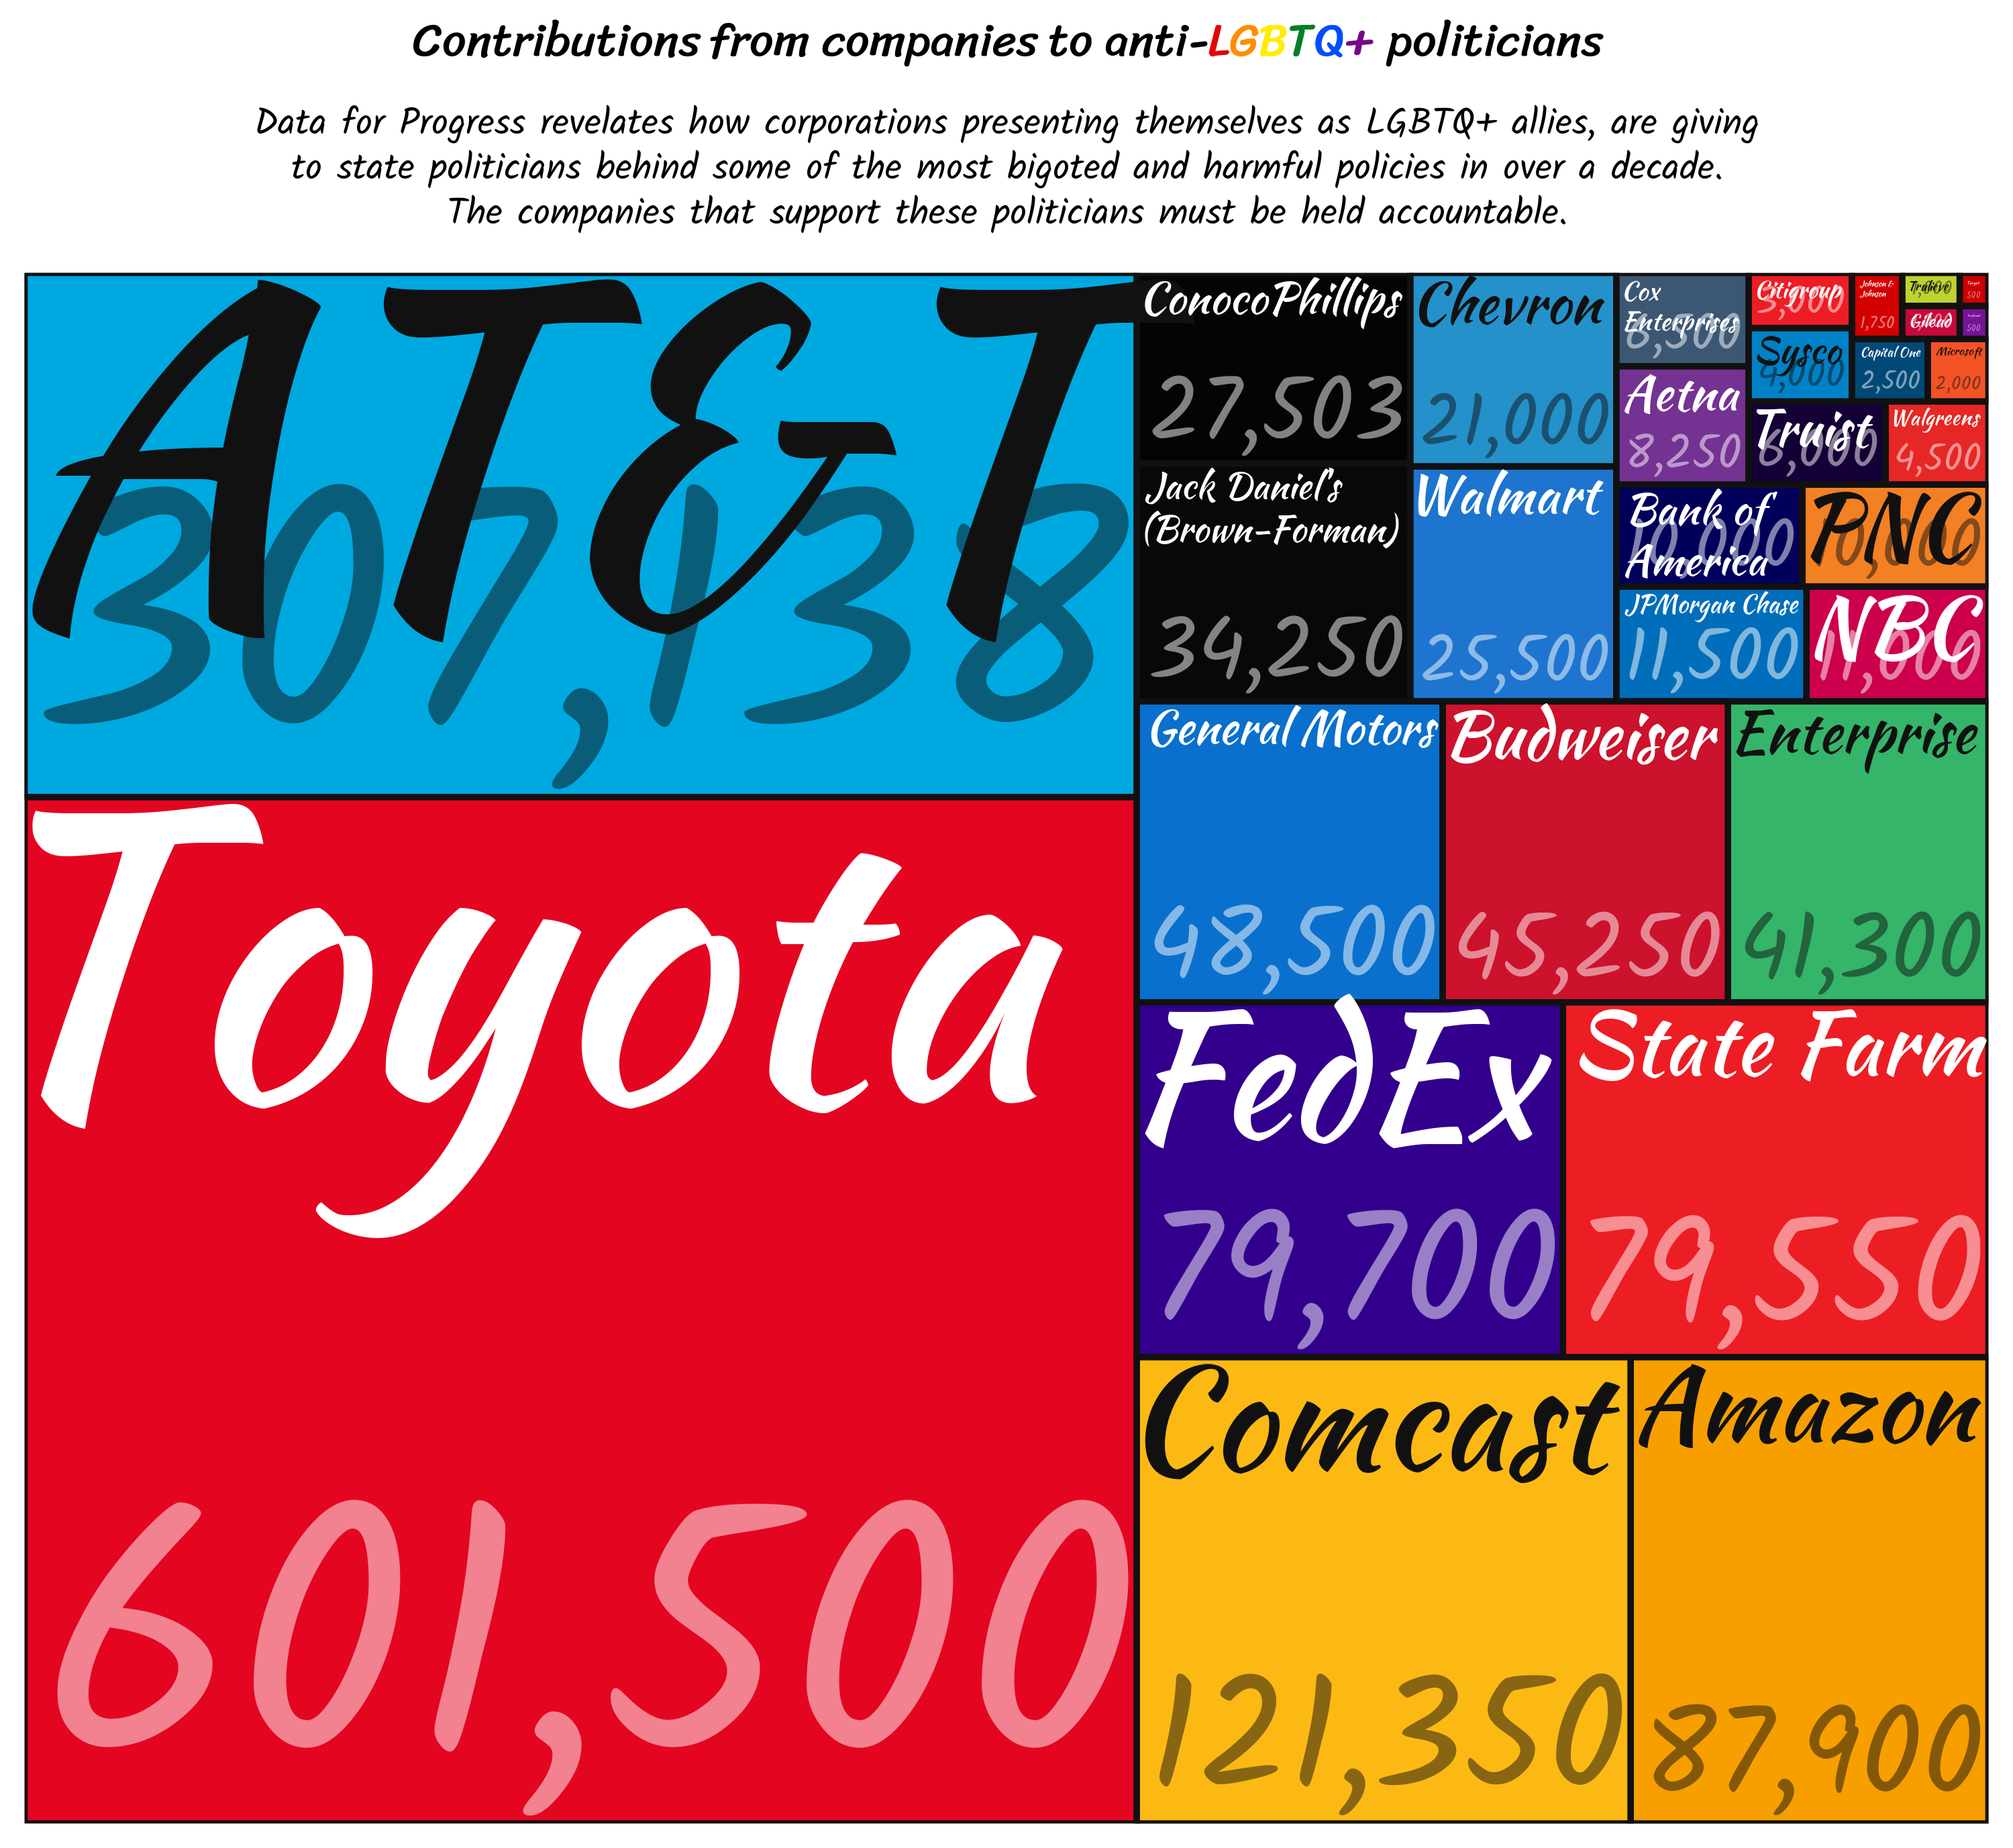 Contributions from companies to anti-LGBTQ+ politicians
Data for Progress revelates how corporations presenting themselves as LGBTQ+ allies, are giving
to state politicians behind some of the most bigoted and harmful policies in over a decade.
The companies that support these politicians must be held accountable.
AT&T
307,138
Toyota
601,500
ConocoPhillips
27,503
Jack Daniel's
(Brown-Forman)
34,250
Chevron
21,000
Walmart
25,500
Cox
Enterprises
6,500
Aetna
8,250
Citigroup
3,000
Sysco
4,000
Johnson &
Johnson
1,750
Gilead
Target
500
500
Capital One
2,500
Microsoft
2,000
Truist
6,000
Walgreens
4,500
Bank of
America
10,000
PNC
10,000
JPMorgan Chase
11,500
NBC
11,000
General Motors
48,500
Budweiser
45,250
Enterprise
41,300
FedEx
79,700
State Farm
79,550
Comcast
121,350
Amazon
87,900